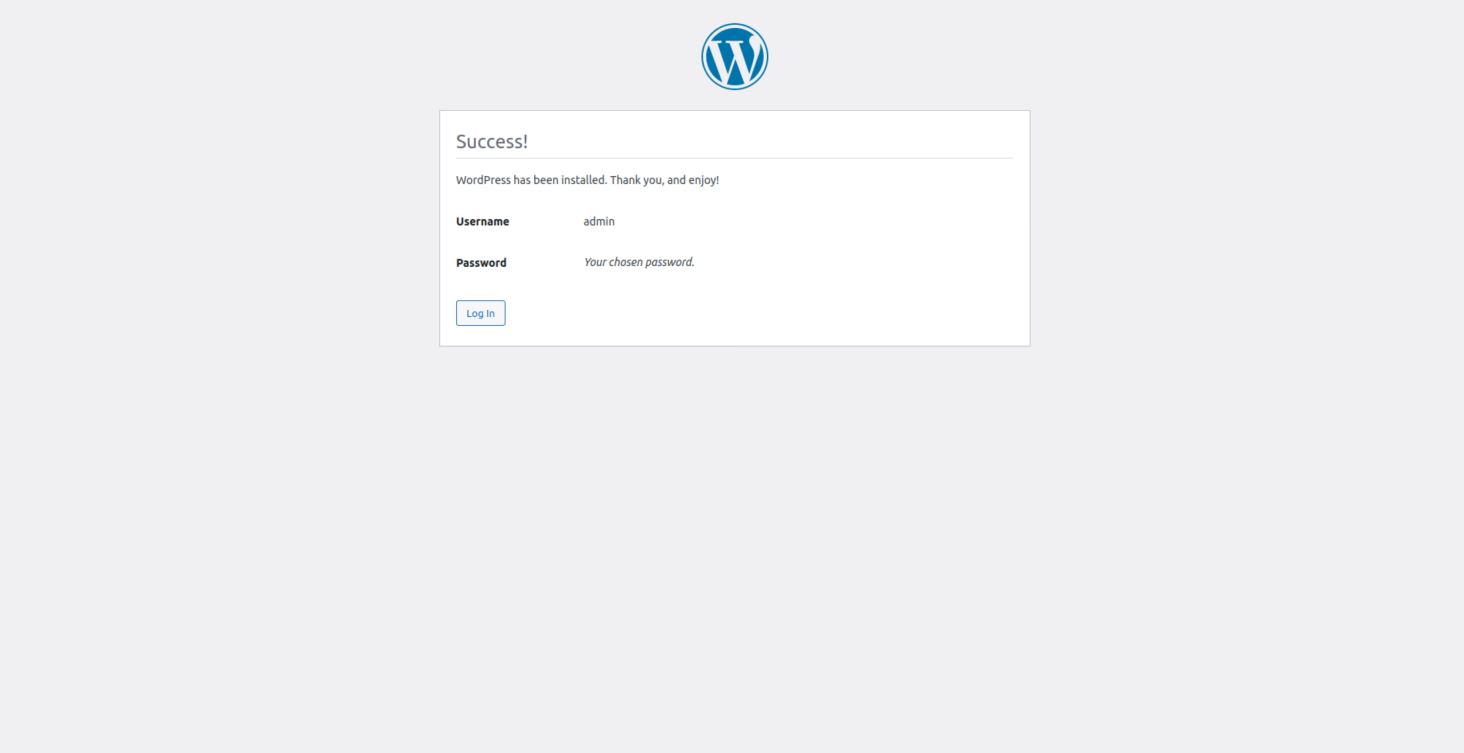 Success!
WordPress has been installed. Thank you, and enjoy!
Username admin
Password Your chosen password.
Log In